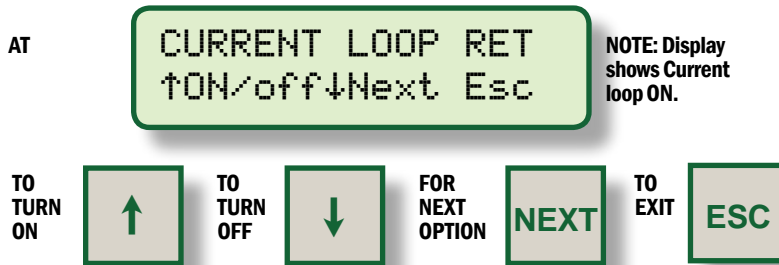 AT
CURRENT LOOP RET
↑ON/off↓Next Esc
NOTE: Display
shows Current
loop ON.
TO
TURN
ON
↑
TO
TURN
OFF
↓
FOR
NEXT
OPTION
NEXT
TO
EXIT
ESC